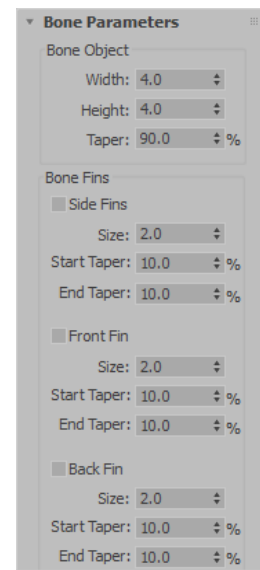 Bone Parameters
Bone Object
Width: 4.0
Height: 4.0
Taper: 90.0 %
Bone Fins
Side Fins
Size: 2.0
Start Taper: 10.0 %
End Taper: 10.0 %
Front Fin
Size: 2.0
Start Taper: 10.0 %
End Taper: 10.0 %
Back Fin
Size: 2.0
Start Taper: 10.0 %
End Taper: 10.0 %